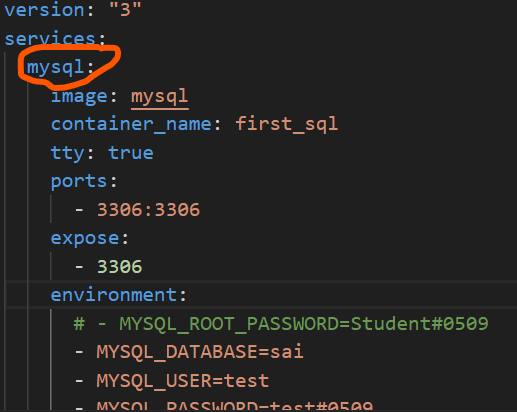 version: "3"
services:
mysql:
image: mysql
container_name: first_sql
tty: true
ports:
- 3306:3306
expose:
- 3306
environment:
# - MYSQL_ROOT_PASSWORD=Student#0509
- MYSQL_DATABASE=sai
- MYSQL_USER=test
- MYSQL_PASSWORD=test#0509